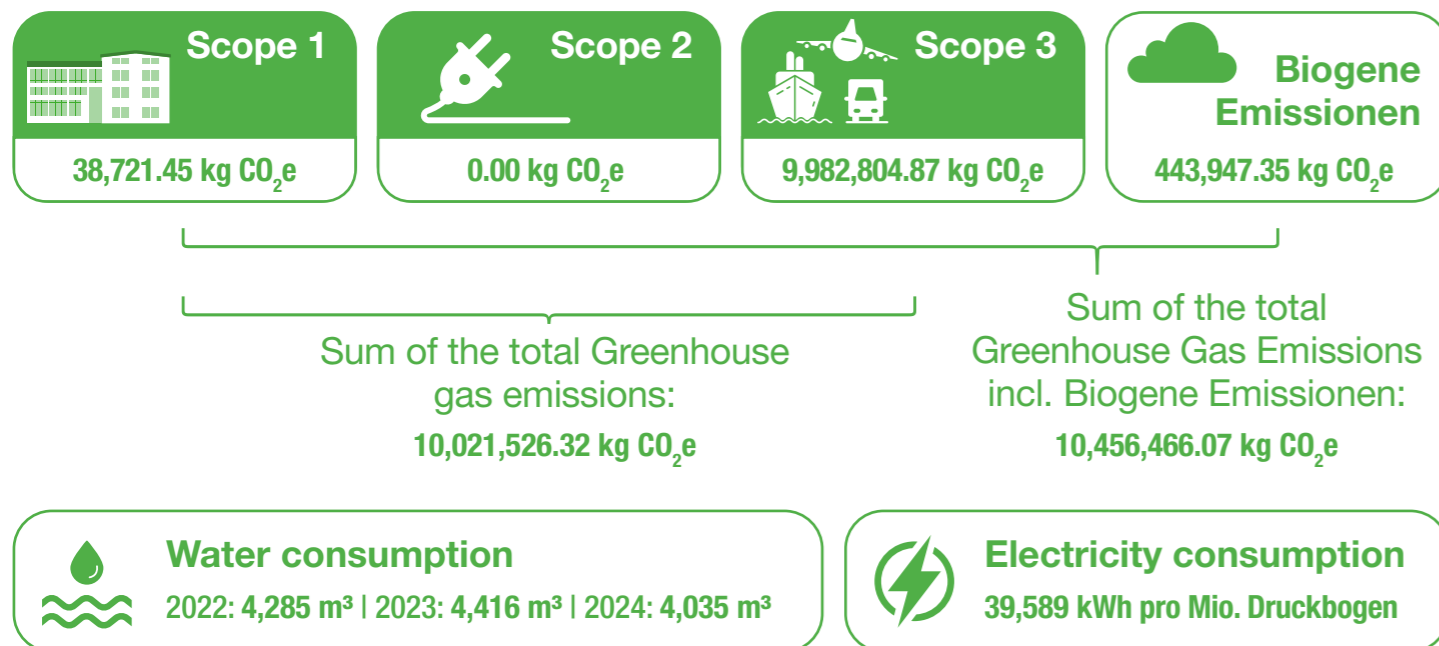 Scope 1
38,721.45 kg CO₂e
Scope 2
0.00 kg CO₂e
Scope 3
9,982,804.87 kg CO₂e
Biogene
Emissionen
443,947.35 kg CO₂e
Sum of the total Greenhouse
gas emissions:
10,021,526.32 kg CO₂e
Sum of the total
Greenhouse Gas Emissions
incl. Biogene Emissionen:
10,456,466.07 kg CO₂e
Water consumption
2022: 4,285 m³ | 2023: 4,416 m³ | 2024: 4,035 m³
Electricity consumption
39,589 kWh pro Mio. Druckbogen